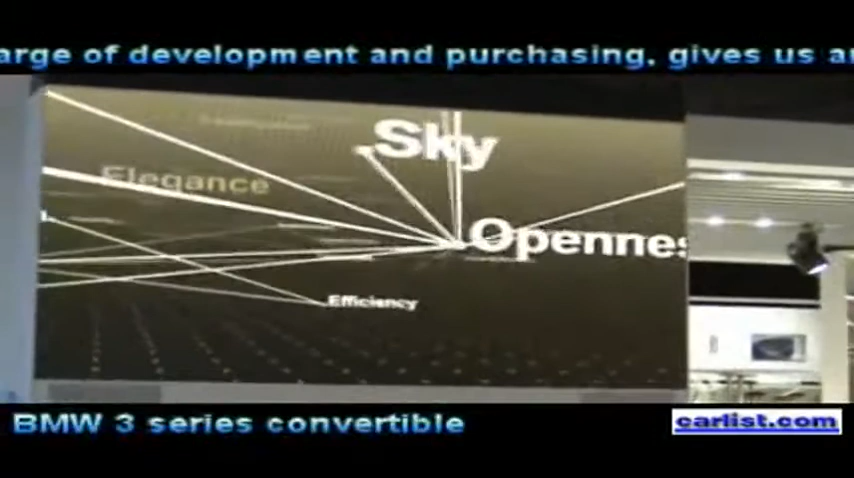 arge of development and purchasing, gives us a
Sky
Elegance
Opennes
Efficiency
BMW 3 series convertible
carlist.com